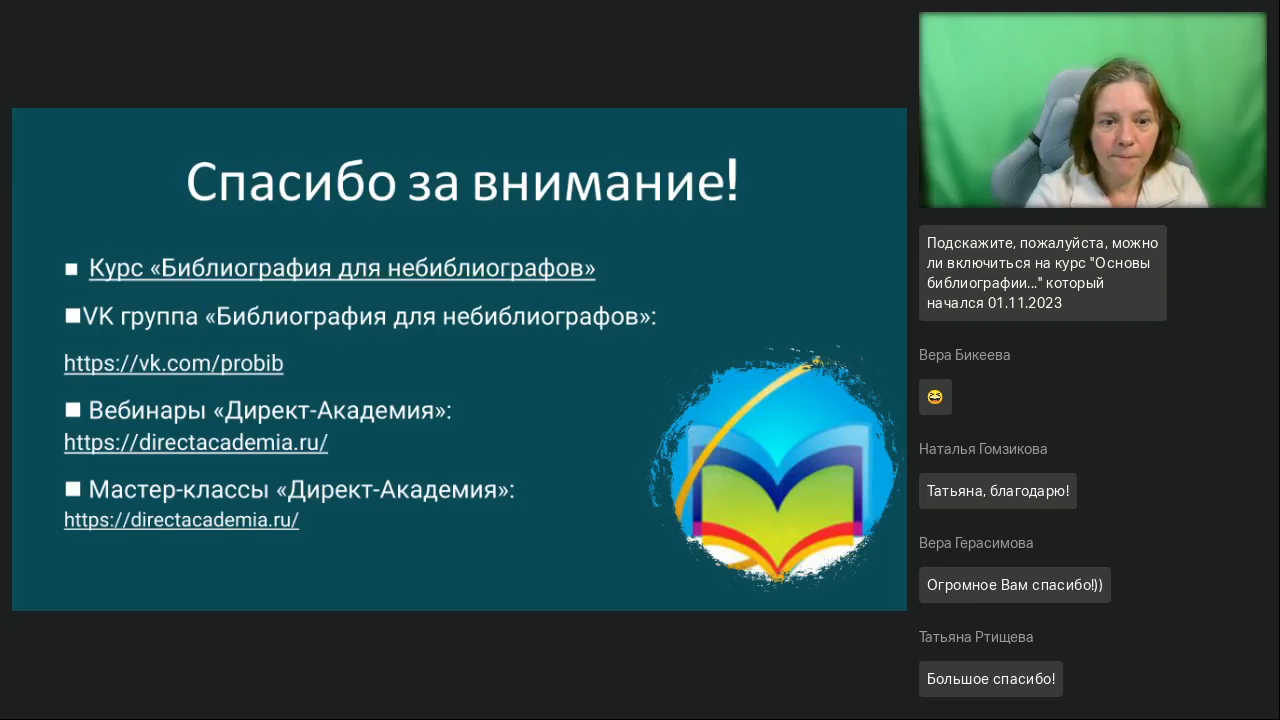 Спасибо за внимание!
■ Курс «Библиография для небиблиографов»
■VK группа «Библиография для небиблиографов»:
https://vk.com/probib
■ Вебинары «Директ-Академия»:
https://directacademia.ru/
■ Мастер-классы «Директ-Академия»:
https://directacademia.ru/
Подскажите, пожалуйста, можно
ли включиться на курс "Основы
библиографии..." который
начался 01.11.2023
Вера Бикеева
😆
Наталья Гомзикова
Татьяна, благодарю!
Вера Герасимова
Огромное Вам спасибо!))
Татьяна Ртищева
Большое спасибо!